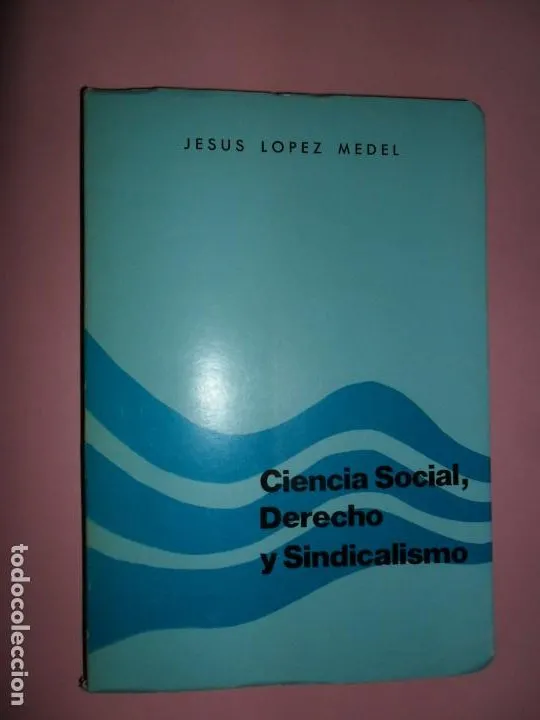 JESUS LOPEZ MEDEL
Ciencia Social,
Derecho
y Sindicalismo
todocoleccion